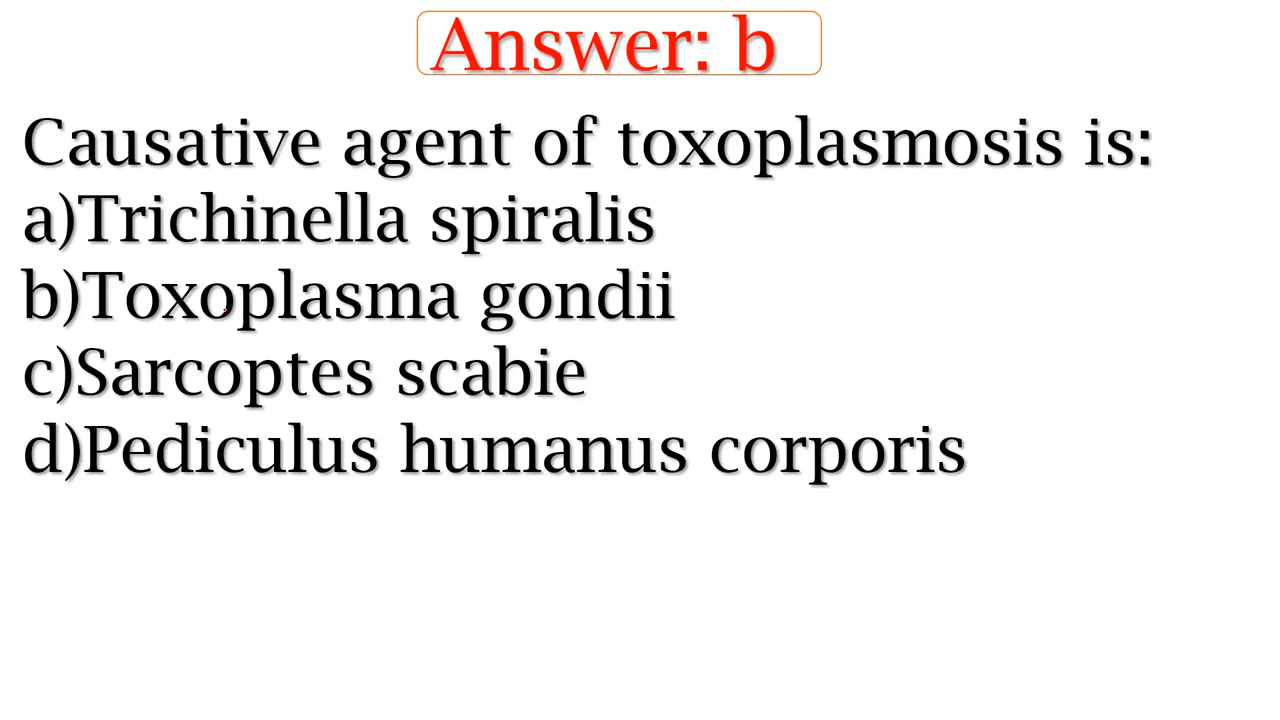 Answer: b
Causative agent of toxoplasmosis is:
a)Trichinella spiralis
b)Toxoplasma gondii
c)Sarcoptes scabie
d)Pediculus humanus corporis